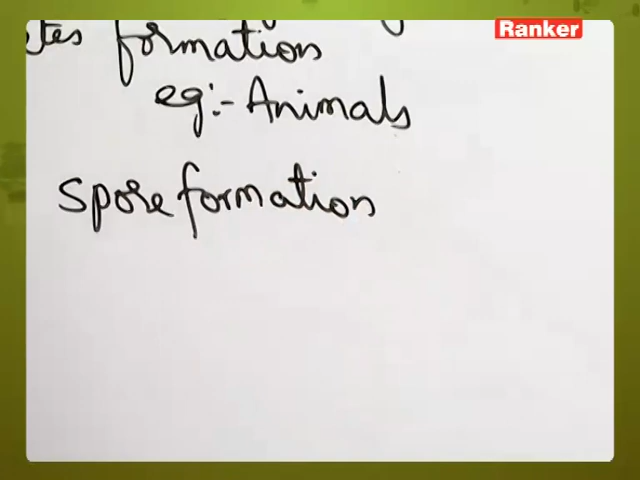 Ranker
formation
eg:- Animals
spore formation